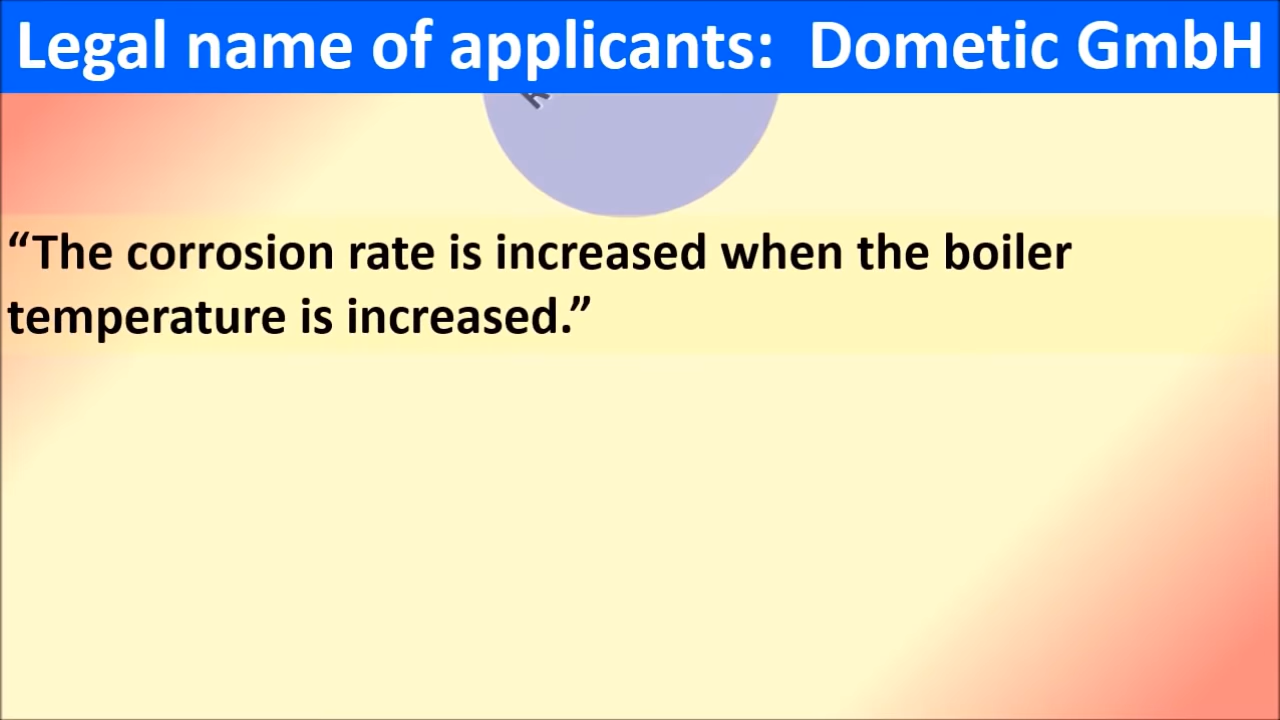 Legal name of applicants: Dometic GmbH
“The corrosion rate is increased when the boiler
temperature is increased.”